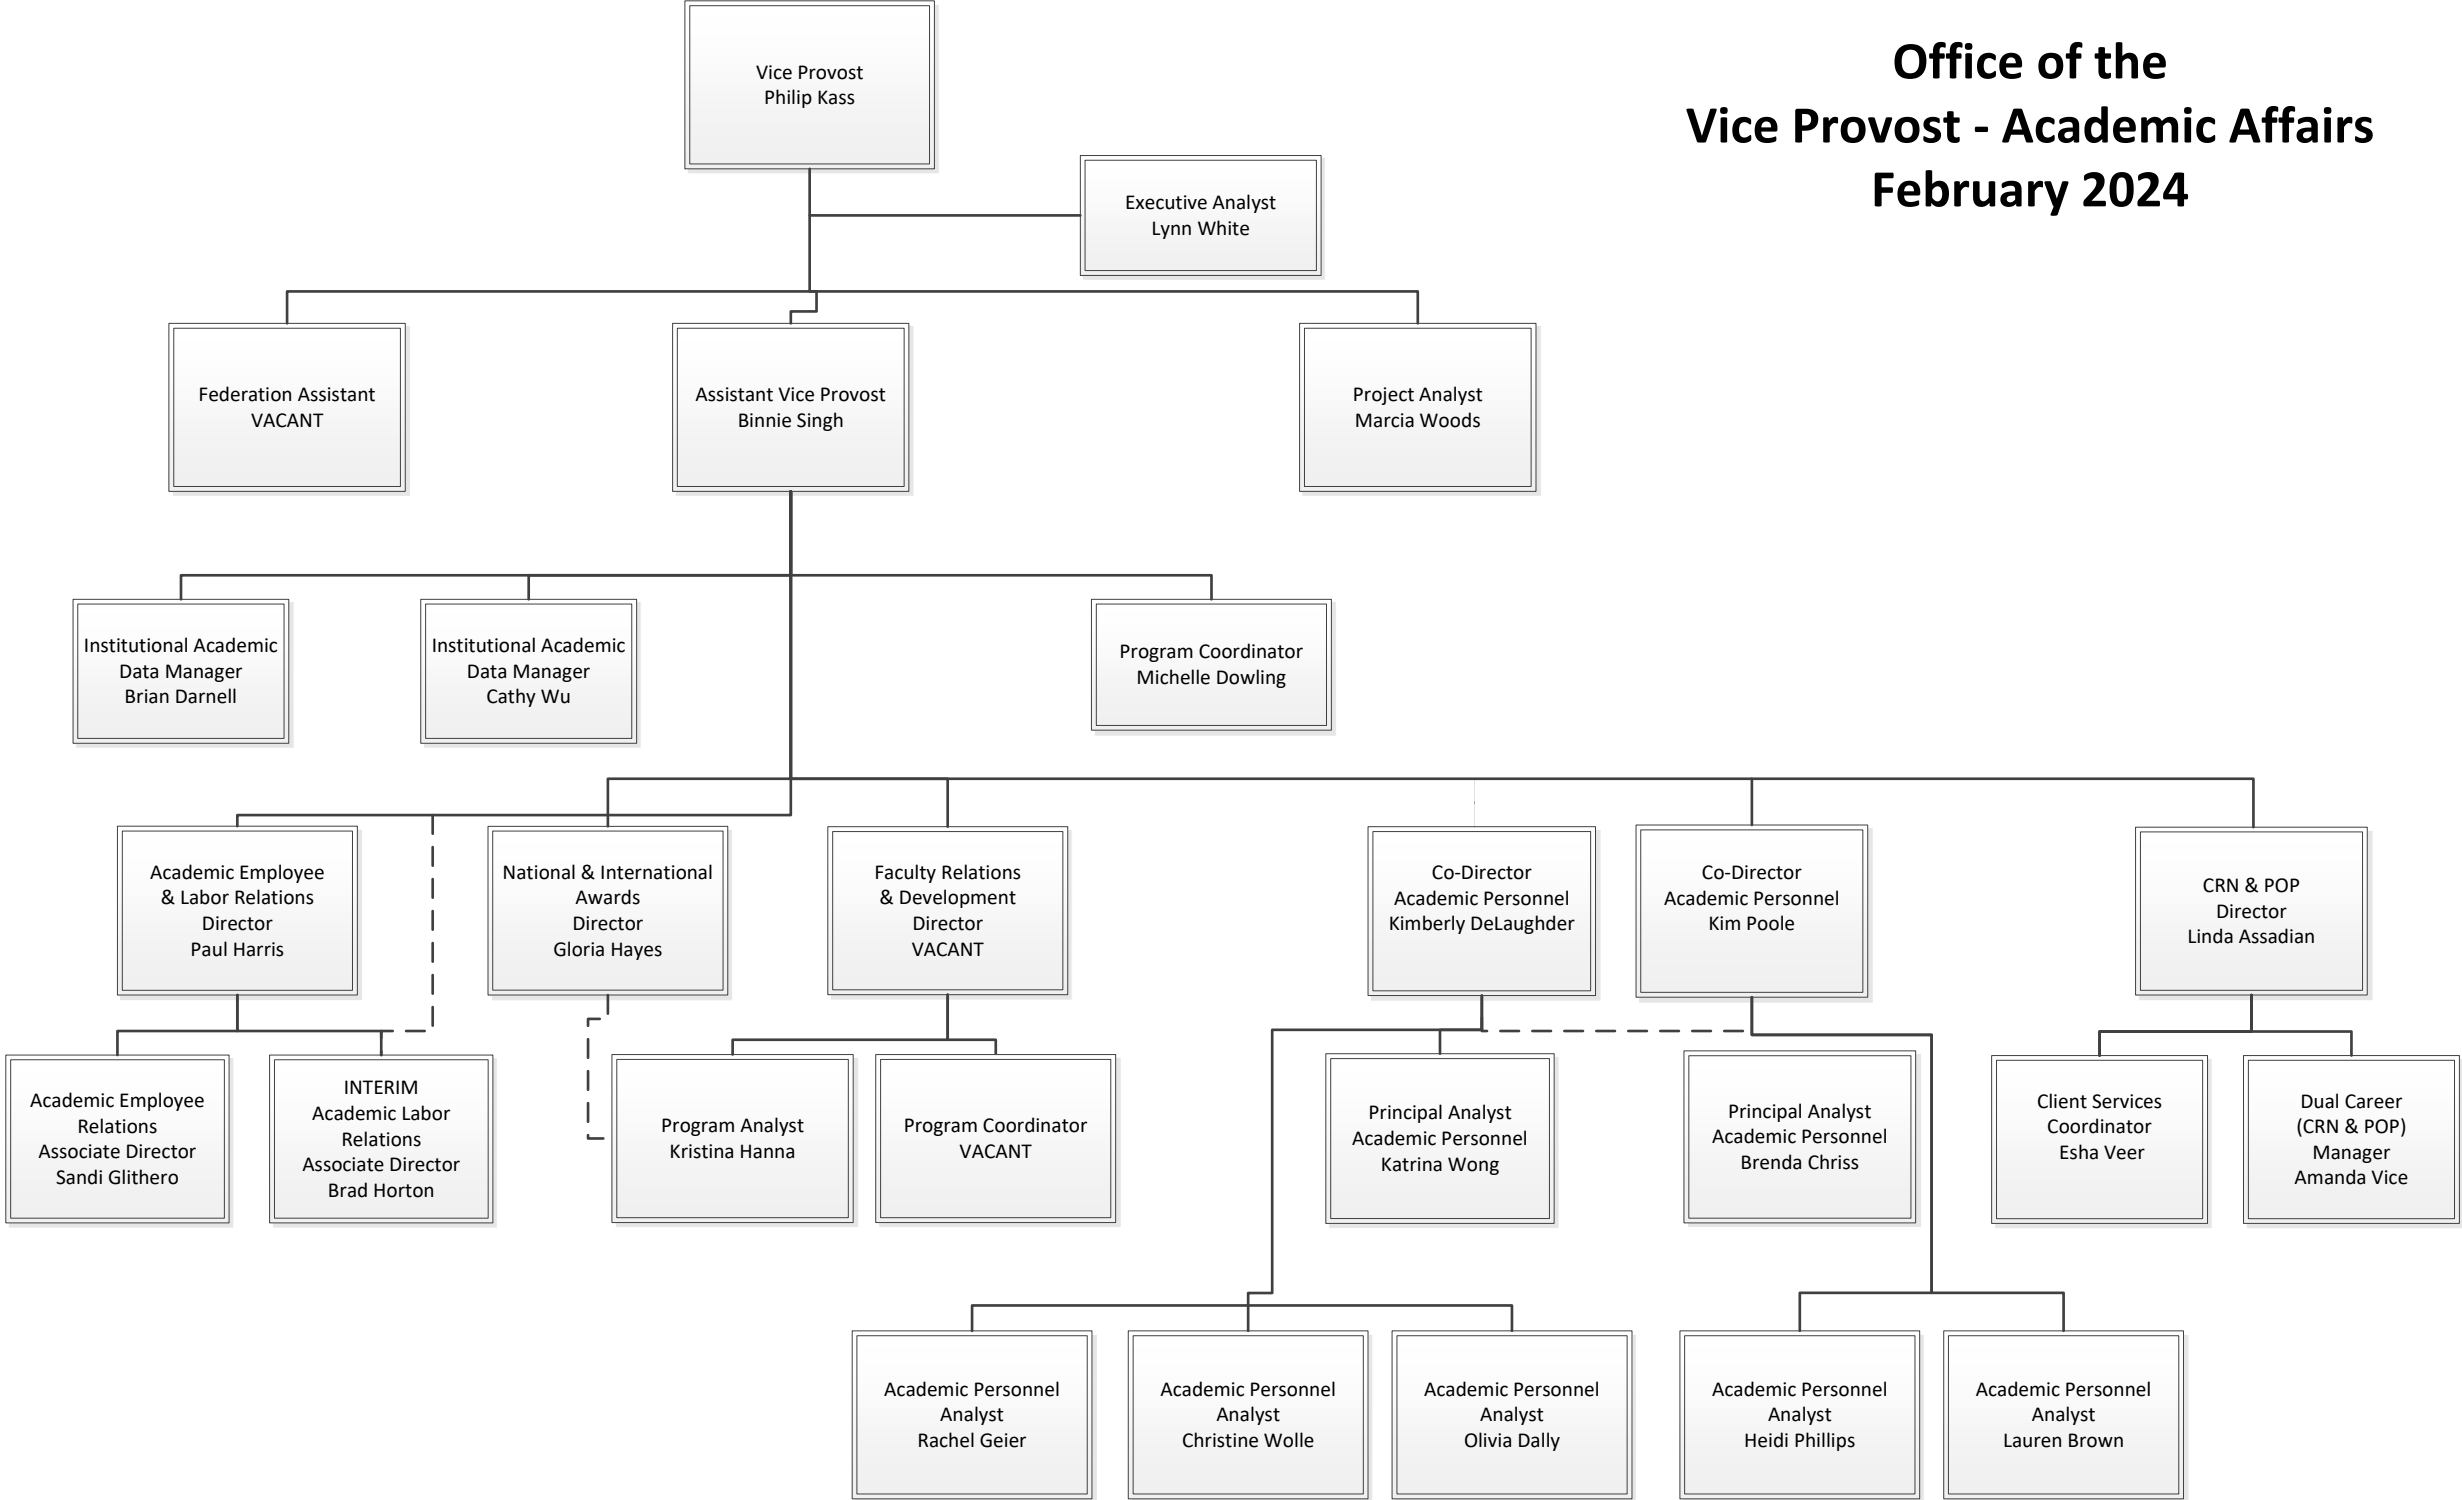 Office of the
Vice Provost - Academic Affairs
February 2024
Vice Provost
Philip Kass
Executive Analyst
Lynn White
Federation Assistant
VACANT
Assistant Vice Provost
Binnie Singh
Project Analyst
Marcia Woods
Institutional Academic
Data Manager
Brian Darnell
Institutional Academic
Data Manager
Cathy Wu
Program Coordinator
Michelle Dowling
Academic Employee
& Labor Relations
Director
Paul Harris
National & International
Awards
Director
Gloria Hayes
Faculty Relations
& Development
Director
VACANT
Co-Director
Academic Personnel
Kimberly DeLaughder
Co-Director
Academic Personnel
Kim Poole
CRN & POP
Director
Linda Assadian
Academic Employee
Relations
Associate Director
Sandi Glithero
INTERIM
Academic Labor
Relations
Associate Director
Brad Horton
Program Analyst
Kristina Hanna
Program Coordinator
VACANT
Principal Analyst
Academic Personnel
Katrina Wong
Principal Analyst
Academic Personnel
Brenda Chriss
Client Services
Coordinator
Esha Veer
Dual Career
(CRN & POP)
Manager
Amanda Vice
Academic Personnel
Analyst
Rachel Geier
Academic Personnel
Analyst
Christine Wolle
Academic Personnel
Analyst
Olivia Dally
Academic Personnel
Analyst
Heidi Phillips
Academic Personnel
Analyst
Lauren Brown